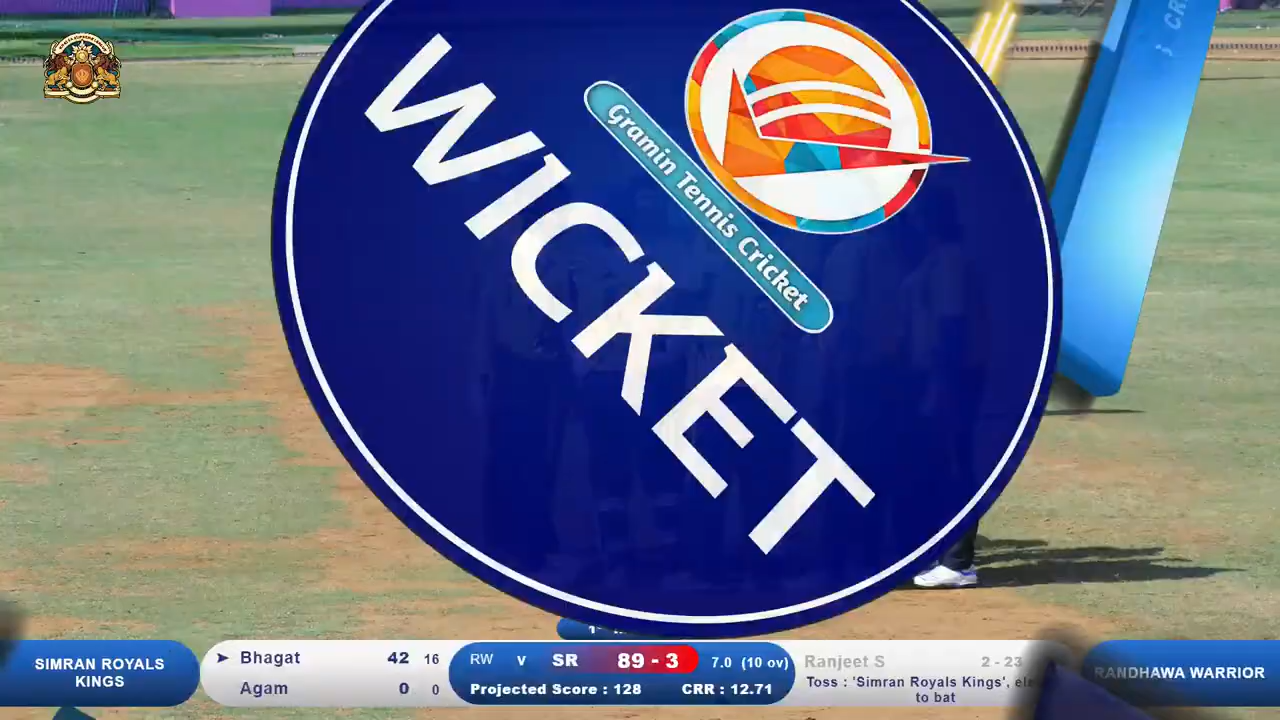 WICKET
Gramin Tennis Cricket
SIMRAN ROYALS
KINGS
Bhagat 42 16
Agam 0 0
RW v SR 89 - 3 7.0 (10 ov)
Projected Score : 128 CRR : 12.71
Ranjeet S 2 - 23
Toss : 'Simran Royals Kings', ele
to bat
RANDHAWA WARRIOR